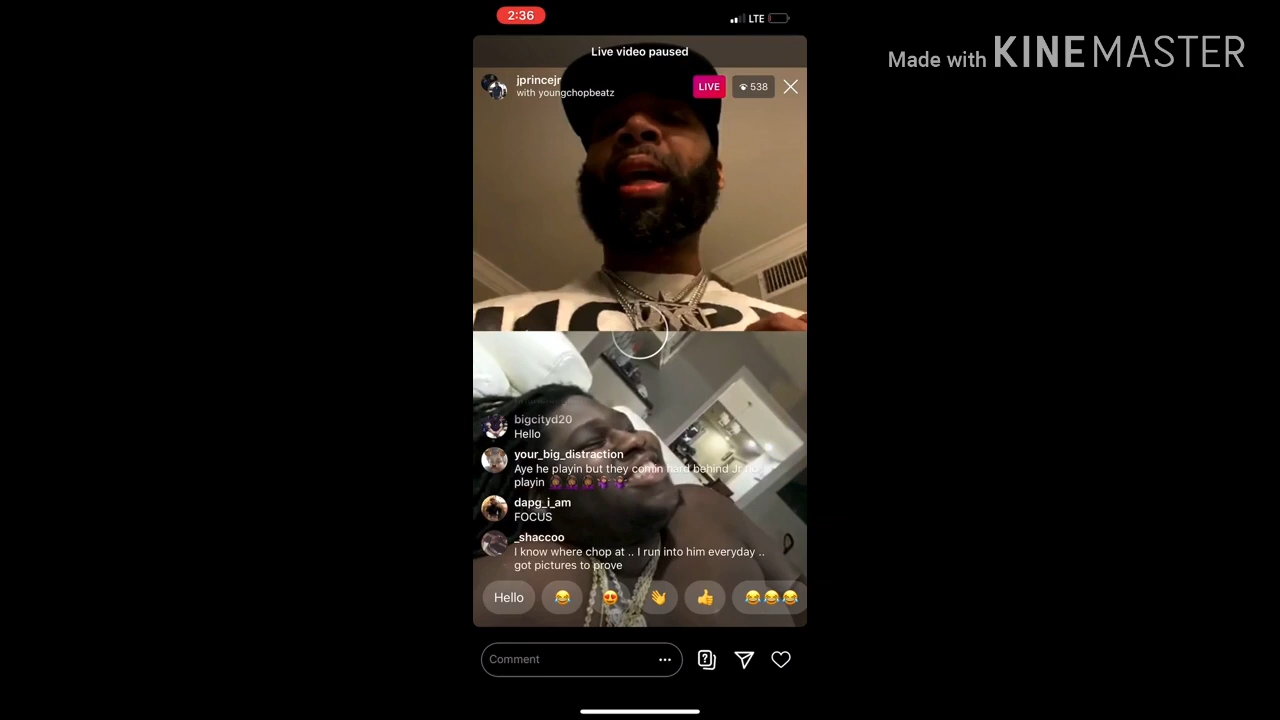 2:36
LTE
Made with KINEMASTER
Live video paused
jprincejr
with youngchopbeatz
LIVE
538
bigcityd20
Hello
your_big_distraction
Aye he playin but they comin hard behind Jr no
playin
dapg_i_am
FOCUS
_shaccoo
I know where chop at .. I run into him everyday ..
got pictures to prove
Hello
Comment